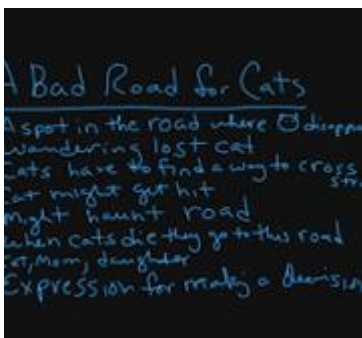 A Bad Road for Cats
A spot in the road where disappe
wandering lost cat
Cats have to find a way to cross
Cat might get hit
Might haunt road
When cats die they go to this road
Cat, Mom, daughter
Expression for making a decision